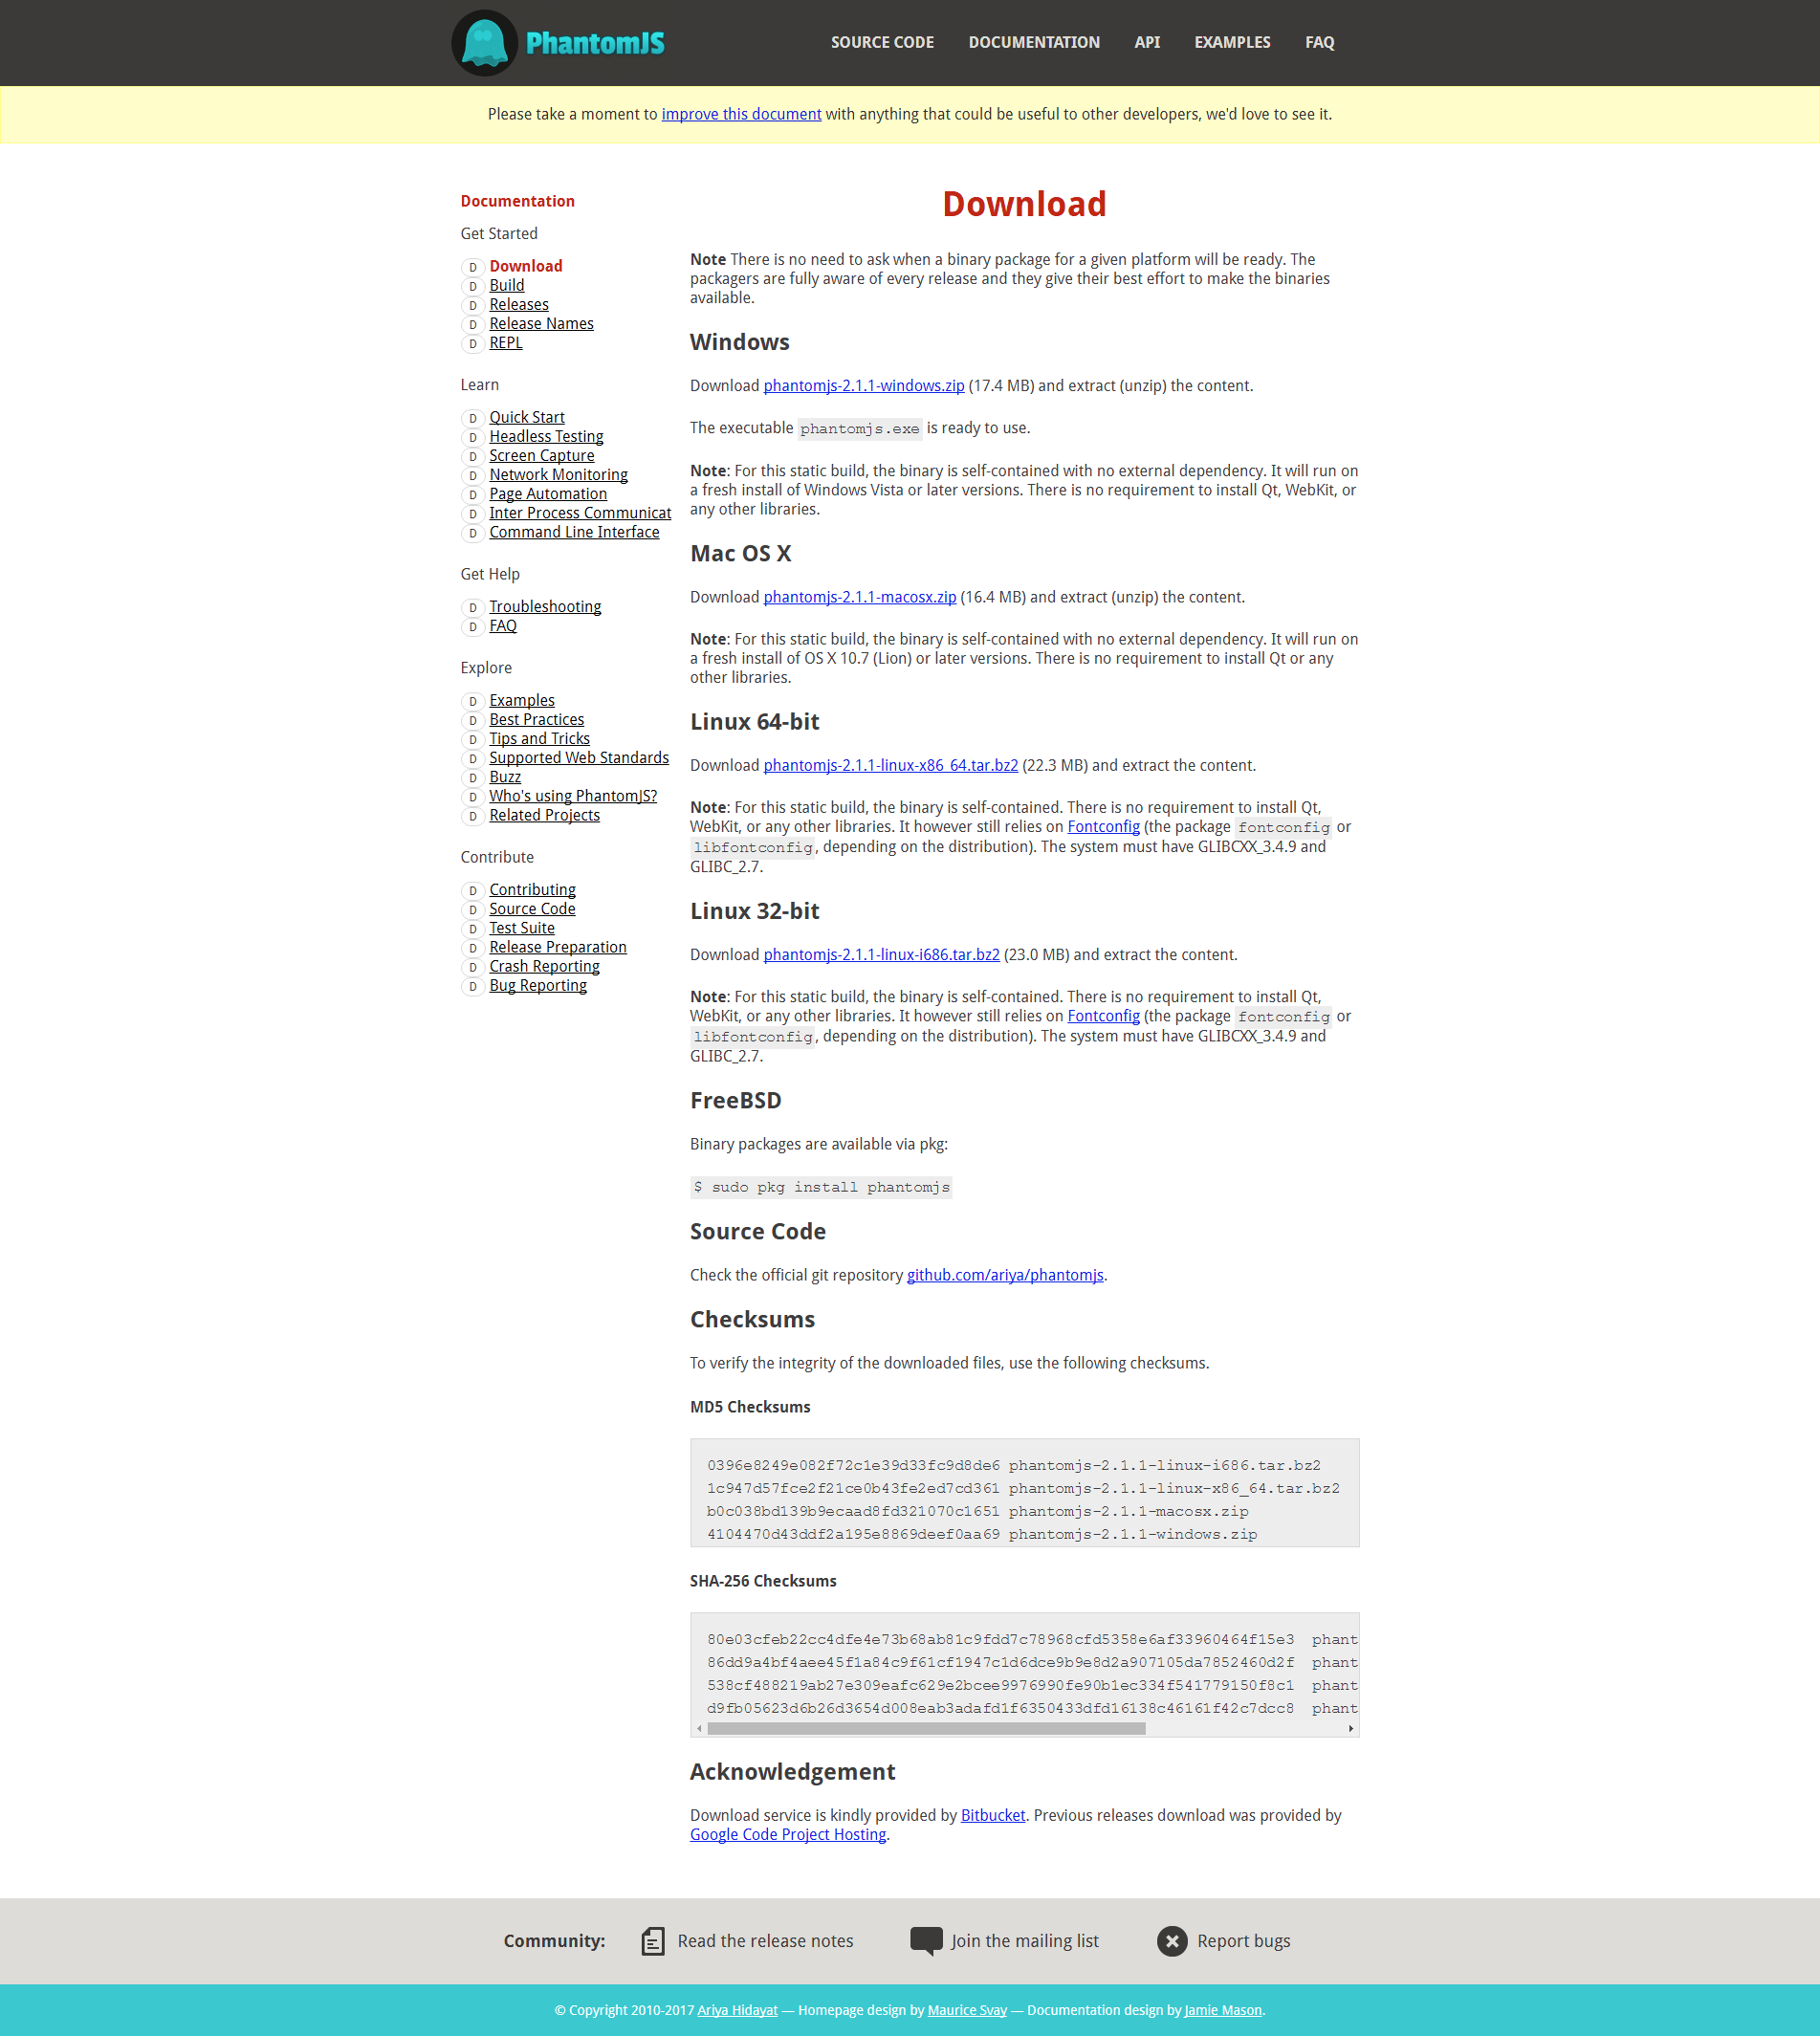 PhantomJS
SOURCE CODE DOCUMENTATION API EXAMPLES FAQ
Please take a moment to improve this document with anything that could be useful to other developers, we'd love to see it.
Documentation
Get Started
D Download
D Build
D Releases
D Release Names
D REPL
Learn
D Quick Start
D Headless Testing
D Screen Capture
D Network Monitoring
D Page Automation
D Inter Process Communicat
D Command Line Interface
Get Help
D Troubleshooting
D FAQ
Explore
D Examples
D Best Practices
D Tips and Tricks
D Supported Web Standards
D Buzz
D Who's using PhantomJS?
D Related Projects
Contribute
D Contributing
D Source Code
D Test Suite
D Release Preparation
D Crash Reporting
D Bug Reporting
Download
Note There is no need to ask when a binary package for a given platform will be ready. The
packagers are fully aware of every release and they give their best effort to make the binaries
available.
Windows
Download phantomjs-2.1.1-windows.zip (17.4 MB) and extract (unzip) the content.
The executable phantomjs.exe is ready to use.
Note: For this static build, the binary is self-contained with no external dependency. It will run on
a fresh install of Windows Vista or later versions. There is no requirement to install Qt, WebKit, or
any other libraries.
Mac OS X
Download phantomjs-2.1.1-macosx.zip (16.4 MB) and extract (unzip) the content.
Note: For this static build, the binary is self-contained with no external dependency. It will run on
a fresh install of OS X 10.7 (Lion) or later versions. There is no requirement to install Qt or any
other libraries.
Linux 64-bit
Download phantomjs-2.1.1-linux-x86_64.tar.bz2 (22.3 MB) and extract the content.
Note: For this static build, the binary is self-contained. There is no requirement to install Qt,
WebKit, or any other libraries. It however still relies on Fontconfig (the package fontconfig or
libfontconfig, depending on the distribution). The system must have GLIBCXX_3.4.9 and
GLIBC_2.7.
Linux 32-bit
Download phantomjs-2.1.1-linux-i686.tar.bz2 (23.0 MB) and extract the content.
Note: For this static build, the binary is self-contained. There is no requirement to install Qt,
WebKit, or any other libraries. It however still relies on Fontconfig (the package fontconfig or
libfontconfig, depending on the distribution). The system must have GLIBCXX_3.4.9 and
GLIBC_2.7.
FreeBSD
Binary packages are available via pkg:
$ sudo pkg install phantomjs
Source Code
Check the official git repository github.com/ariya/phantomjs.
Checksums
To verify the integrity of the downloaded files, use the following checksums.
MD5 Checksums
0396e8249e082f72c1e39d33fc9d8de6 phantomjs-2.1.1-linux-i686.tar.bz2
1c947d57fce2f21ce0b43fe2ed7cd361 phantomjs-2.1.1-linux-x86_64.tar.bz2
b0c038bd139b9ecaad8fd321070c1651 phantomjs-2.1.1-macosx.zip
4104470d43ddf2a195e8869deef0aa69 phantomjs-2.1.1-windows.zip
SHA-256 Checksums
80e03cfeb22cc4dfe4e73b68ab81c9fdd7c78968cfd5358e6af33960464f15e3 phant
86dd9a4bf4aee45f1a84c9f61cf1947c1d6dce9b9e8d2a907105da7852460d2f phant
538cf488219ab27e309eafc629e2bcee9976990fe90b1ec334f541779150f8c1 phant
d9fb05623d6b26d3654d008eab3adafd1f6350433dfd16138c46161f42c7dcc8 phant
Acknowledgement
Download service is kindly provided by Bitbucket. Previous releases download was provided by
Google Code Project Hosting.
Community: Read the release notes Join the mailing list Report bugs
© Copyright 2010-2017 Ariya Hidayat — Homepage design by Maurice Svay — Documentation design by Jamie Mason.